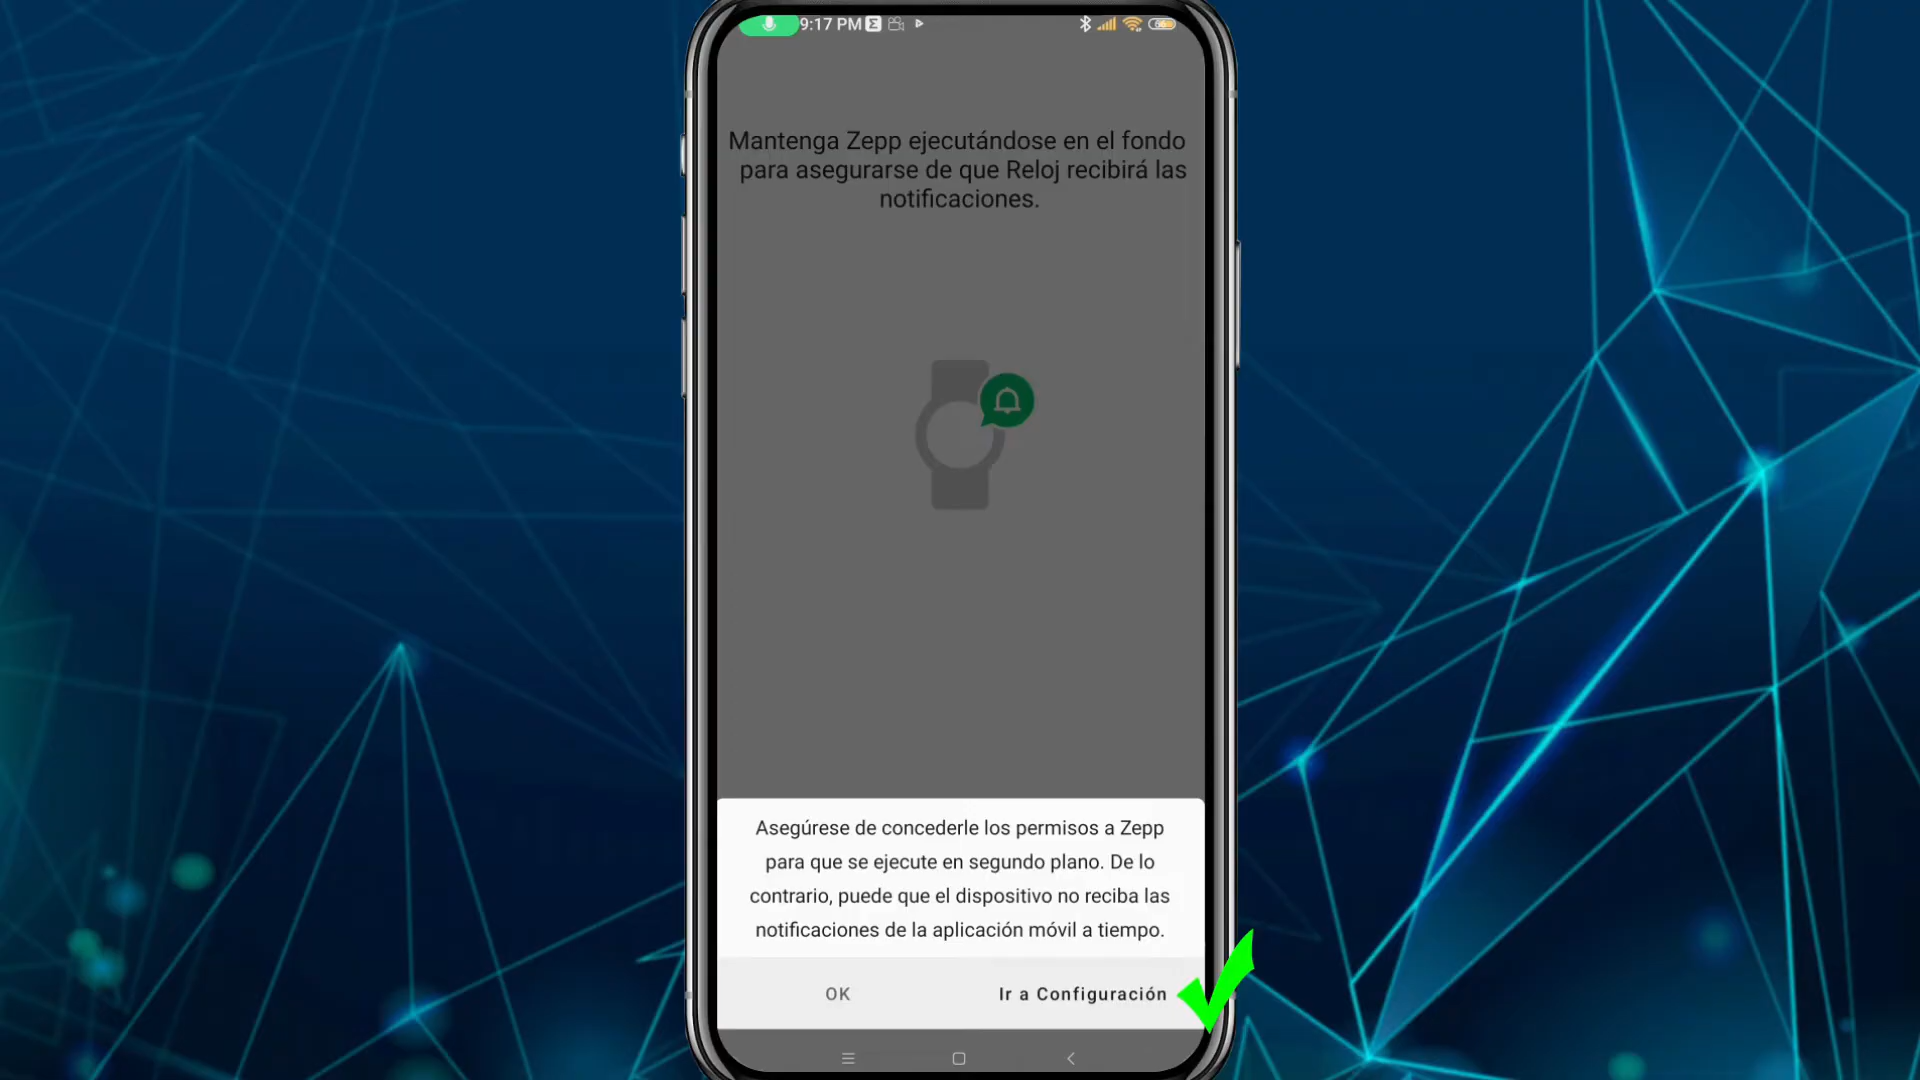 9:17 PM
Mantenga Zepp ejecutándose en el fondo
para asegurarse de que Reloj recibirá las
notificaciones.
Asegúrese de concederle los permisos a Zepp
para que se ejecute en segundo plano. De lo
contrario, puede que el dispositivo no reciba las
notificaciones de la aplicación móvil a tiempo.
OK
Ir a Configuración